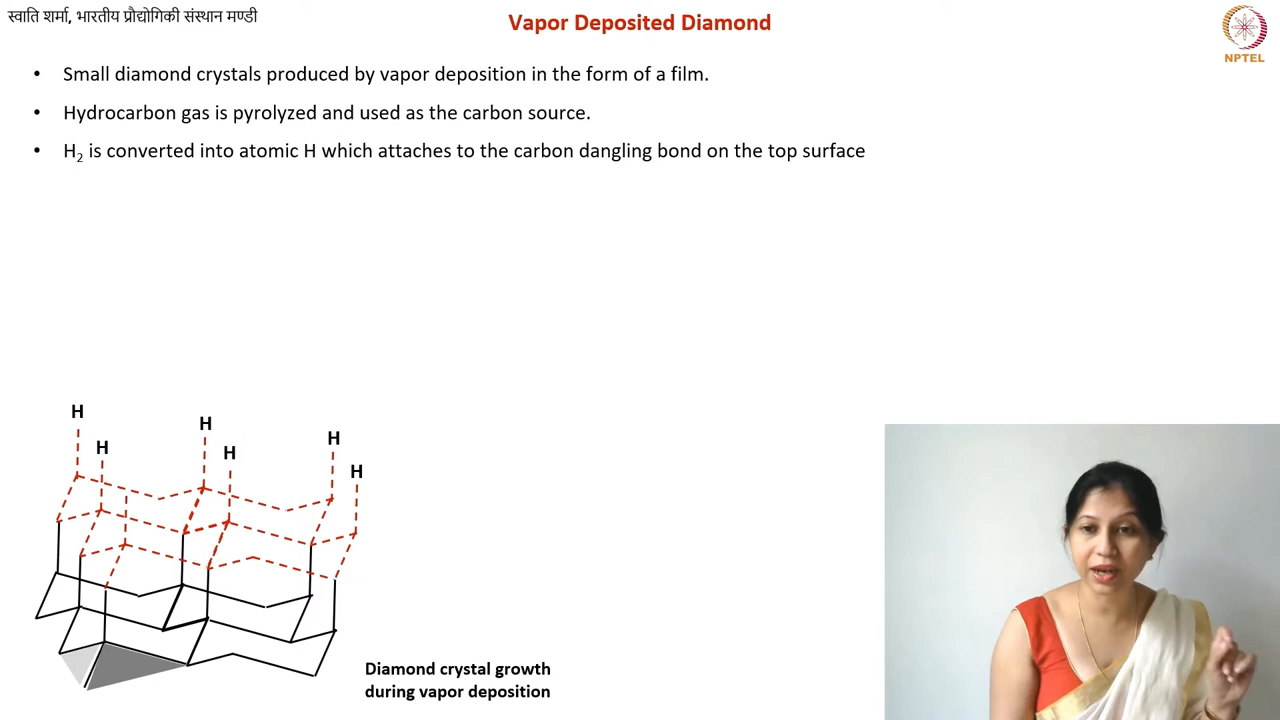 स्वाति शर्मा, भारतीय प्रौद्योगिकी संस्थान मण्डी
Vapor Deposited Diamond
NPTEL
• Small diamond crystals produced by vapor deposition in the form of a film.
• Hydrocarbon gas is pyrolyzed and used as the carbon source.
• H2 is converted into atomic H which attaches to the carbon dangling bond on the top surface
H
H
H
H
H
H
Diamond crystal growth
during vapor deposition